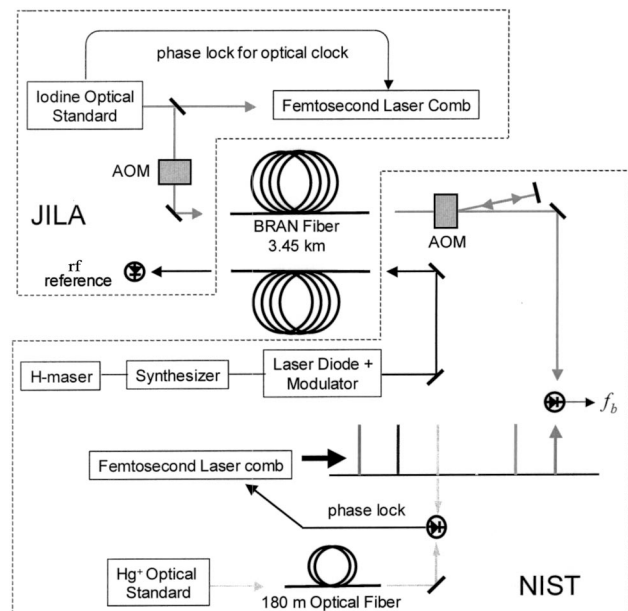 phase lock for optical clock
Iodine Optical
Standard
Femtosecond Laser Comb
AOM
JILA
BRAN Fiber
3.45 km
AOM
rf
reference
H-maser
Synthesizer
Laser Diode +
Modulator
f_b
Femtosecond Laser comb
phase lock
Hg⁺ Optical
Standard
180 m Optical Fiber
NIST